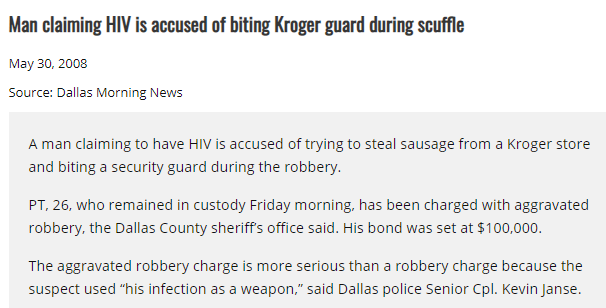 Man claiming HIV is accused of biting Kroger guard during scuffle
May 30, 2008
Source: Dallas Morning News
A man claiming to have HIV is accused of trying to steal sausage from a Kroger store
and biting a security guard during the robbery.
PT, 26, who remained in custody Friday morning, has been charged with aggravated
robbery, the Dallas County sheriff’s office said. His bond was set at $100,000.
The aggravated robbery charge is more serious than a robbery charge because the
suspect used “his infection as a weapon,” said Dallas police Senior Cpl. Kevin Janse.